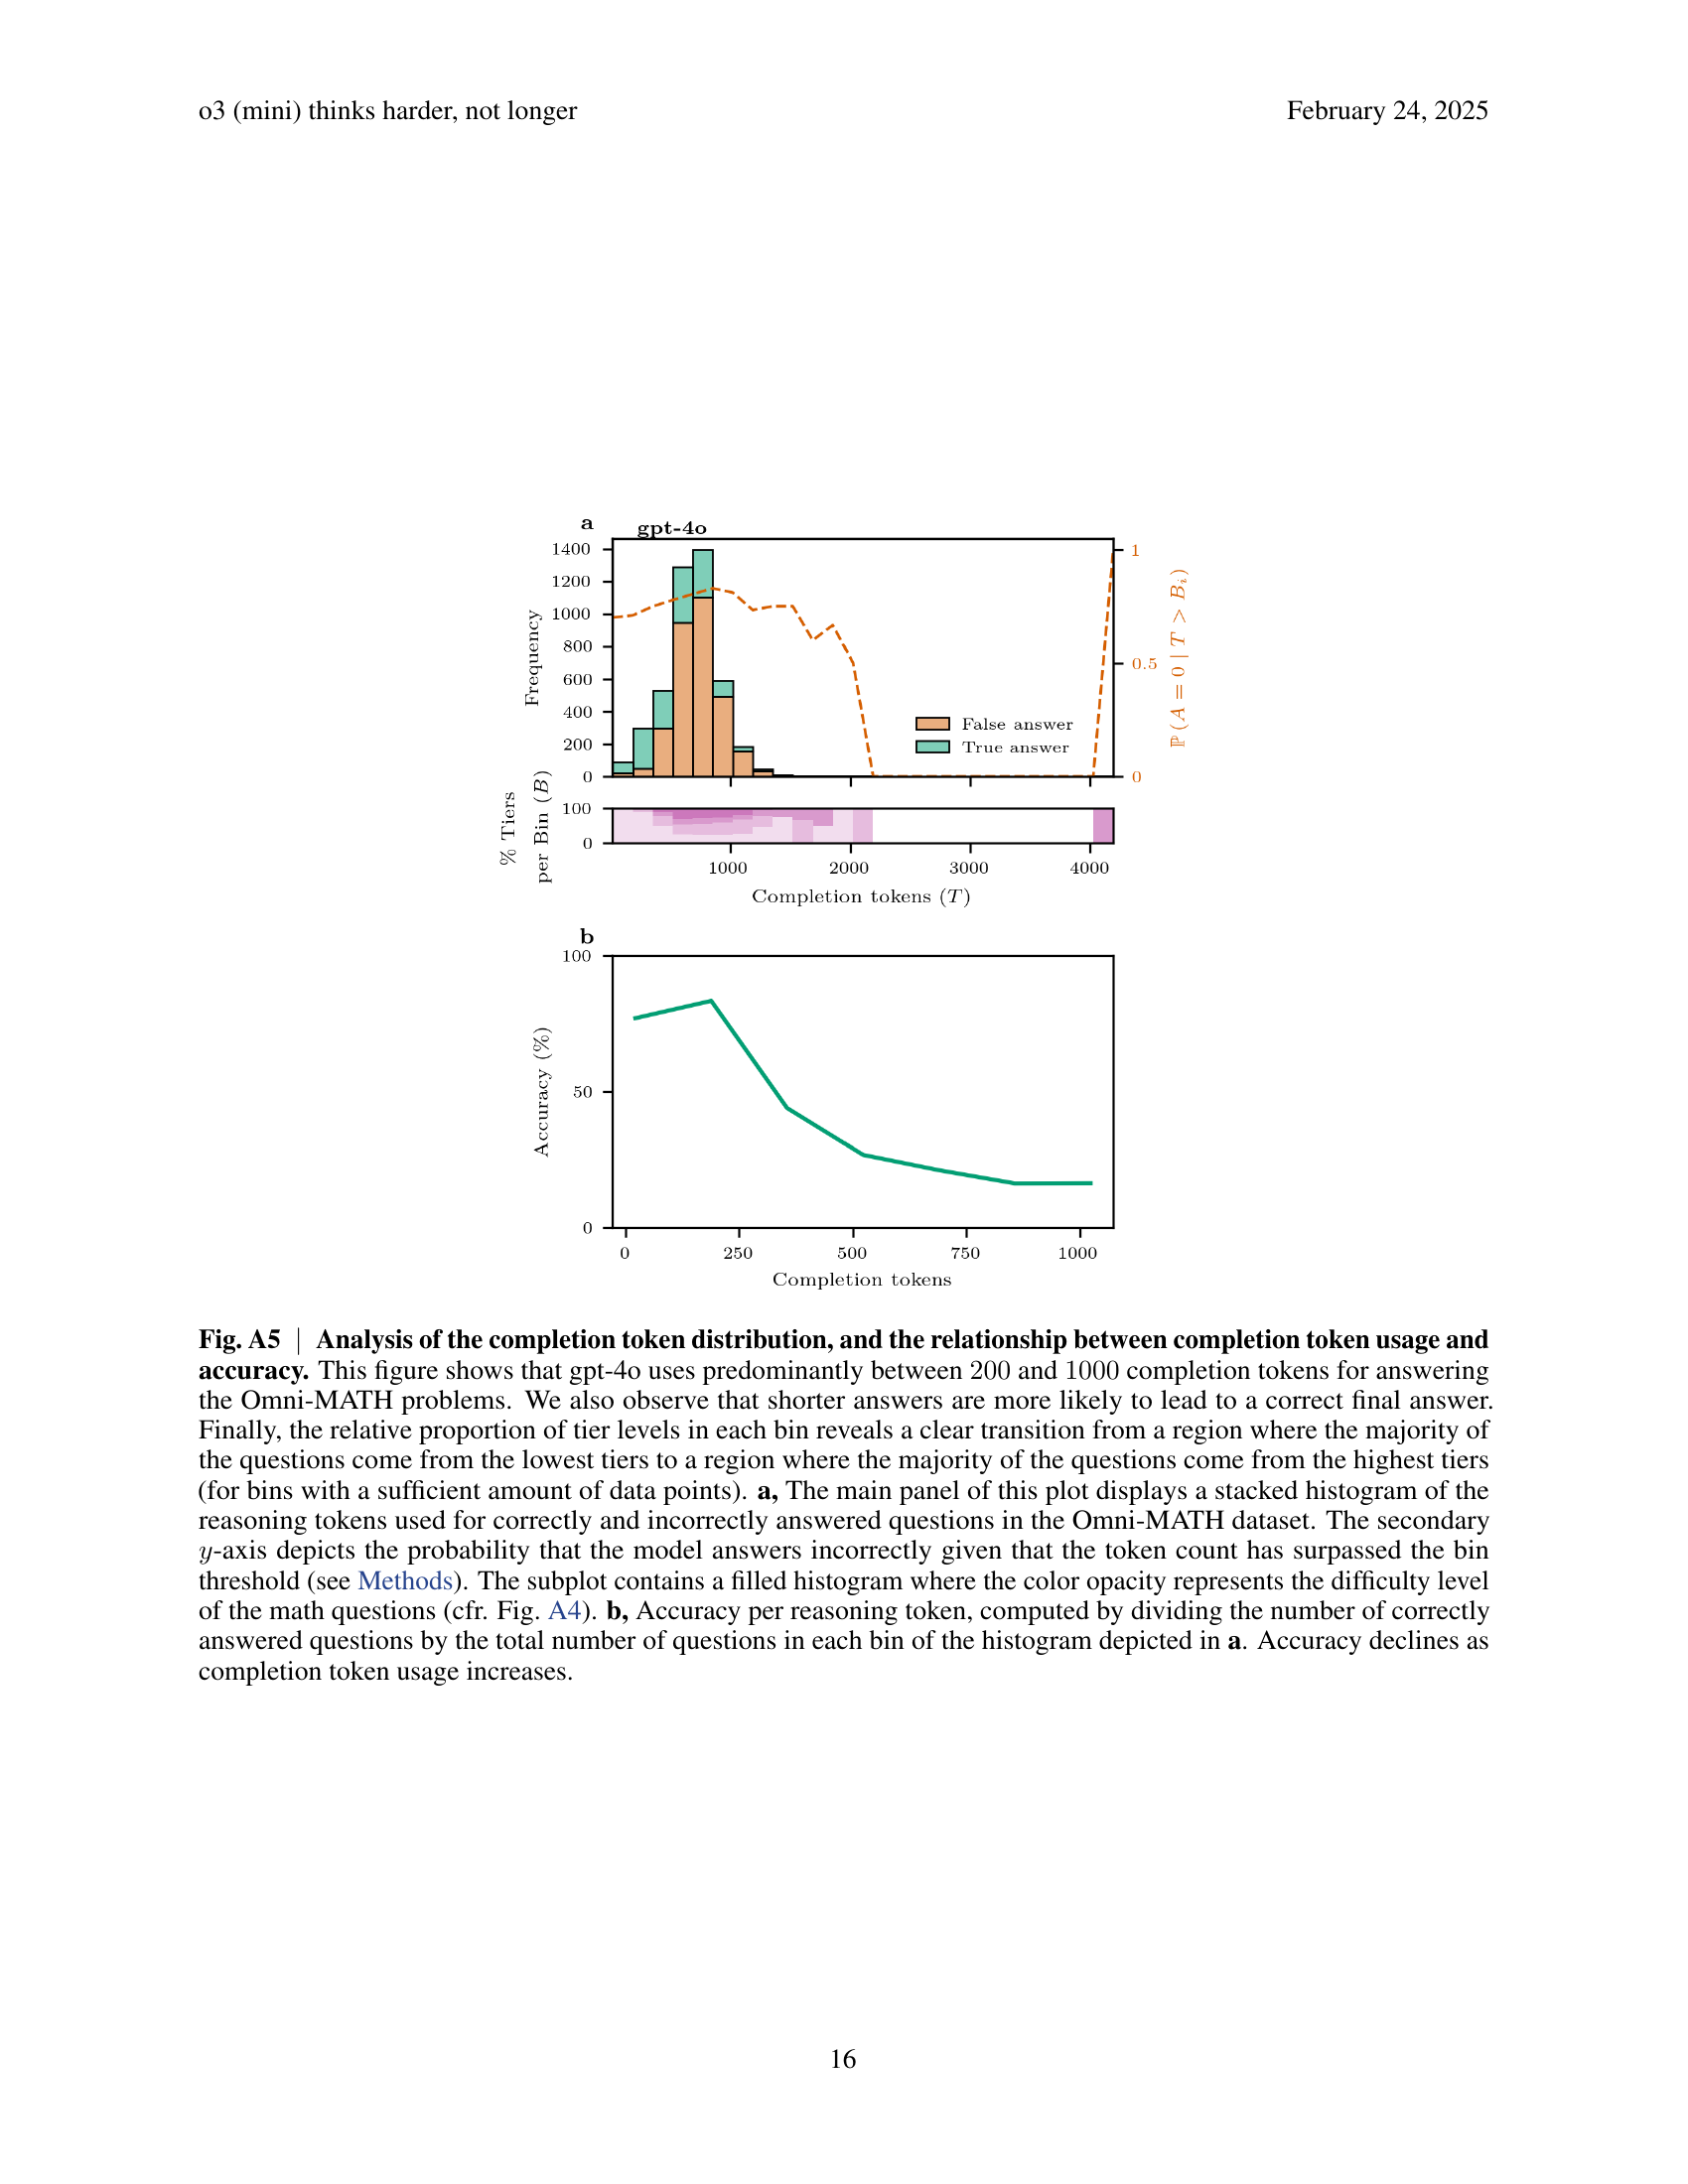 o3 (mini) thinks harder, not longer
February 24, 2025
a
gpt-4o
1400
1200
1000
800
600
400
200
0
Frequency
1
0.5
0
ℙ (A = 0 | T > Bᵢ)
False answer
True answer
100
0
% Tiers
per Bin (B)
1000 2000 3000 4000
Completion tokens (T)
b
100
50
0
Accuracy (%)
0 250 500 750 1000
Completion tokens
Fig. A5 | Analysis of the completion token distribution, and the relationship between completion token usage and
accuracy. This figure shows that gpt-4o uses predominantly between 200 and 1000 completion tokens for answering
the Omni-MATH problems. We also observe that shorter answers are more likely to lead to a correct final answer.
Finally, the relative proportion of tier levels in each bin reveals a clear transition from a region where the majority of
the questions come from the lowest tiers to a region where the majority of the questions come from the highest tiers
(for bins with a sufficient amount of data points). a, The main panel of this plot displays a stacked histogram of the
reasoning tokens used for correctly and incorrectly answered questions in the Omni-MATH dataset. The secondary
y-axis depicts the probability that the model answers incorrectly given that the token count has surpassed the bin
threshold (see Methods). The subplot contains a filled histogram where the color opacity represents the difficulty level
of the math questions (cfr. Fig. A4). b, Accuracy per reasoning token, computed by dividing the number of correctly
answered questions by the total number of questions in each bin of the histogram depicted in a. Accuracy declines as
completion token usage increases.
16